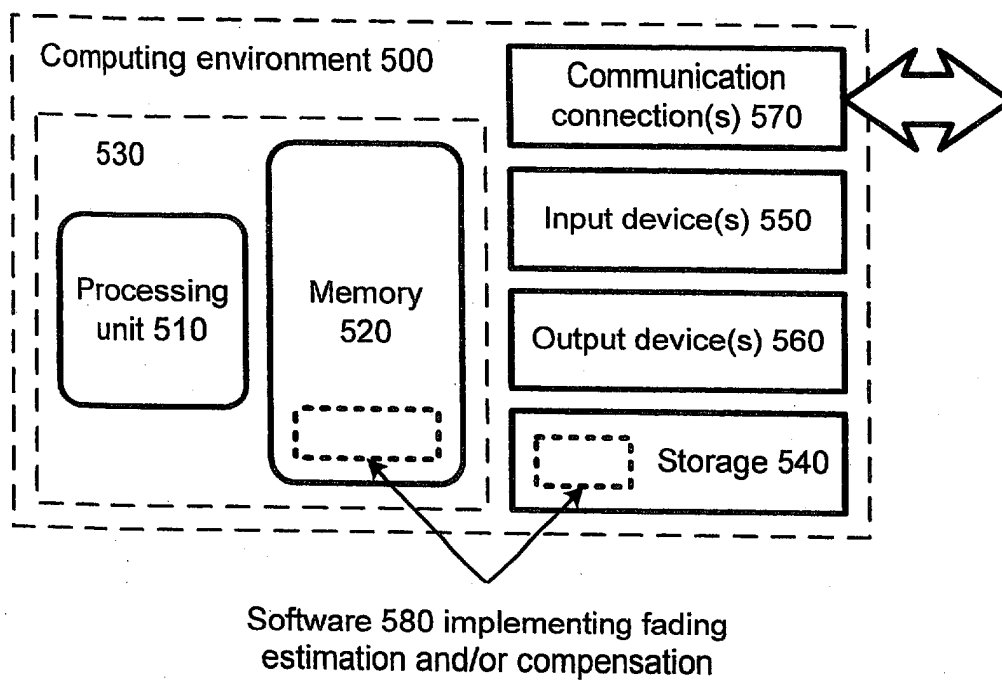 Computing environment 500
530
Processing
unit 510
Memory
520
Communication
connection(s) 570
Input device(s) 550
Output device(s) 560
Storage 540
Software 580 implementing fading
estimation and/or compensation